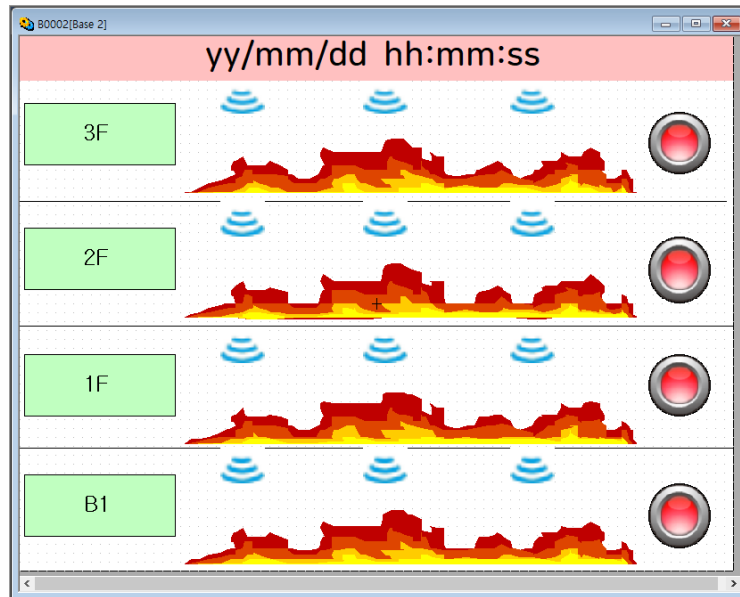 B0002[Base 2]
yy/mm/dd hh:mm:ss
3F
2F
1F
B1